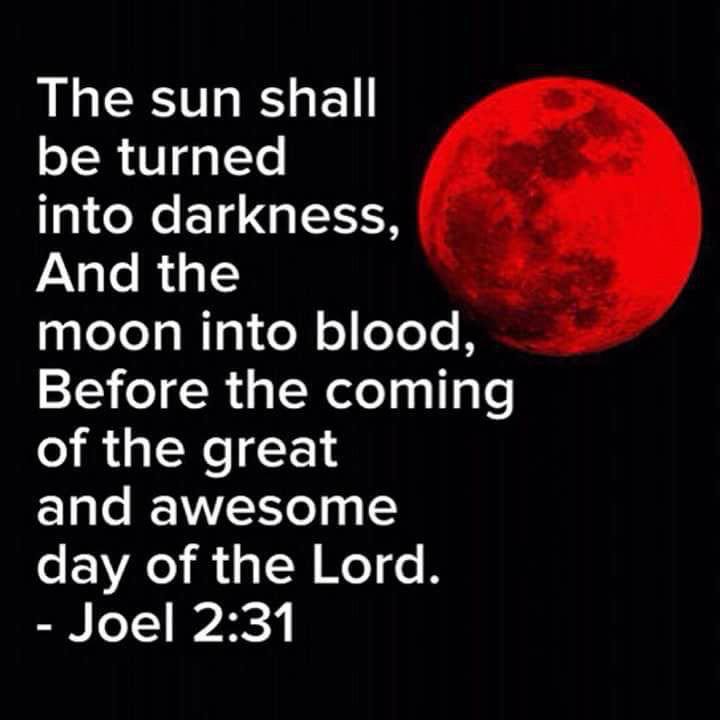 The sun shall
be turned
into darkness,
And the
moon into blood,
Before the coming
of the great
and awesome
day of the Lord.
- Joel 2:31